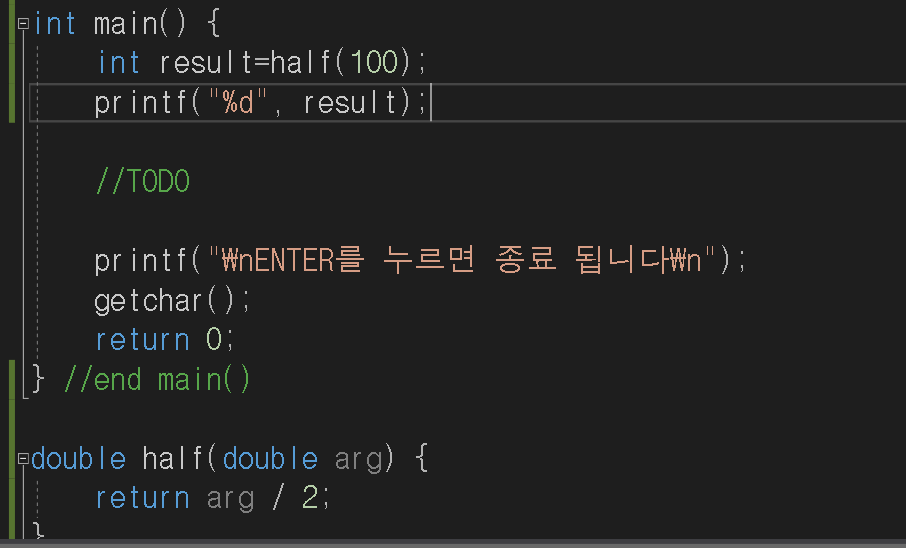 int main() {
int result=half(100);
printf("%d", result);
//TODO
printf("₩nENTER를 누르면 종료 됩니다₩n");
getchar();
return 0;
} //end main()
double half(double arg) {
return arg / 2;
}